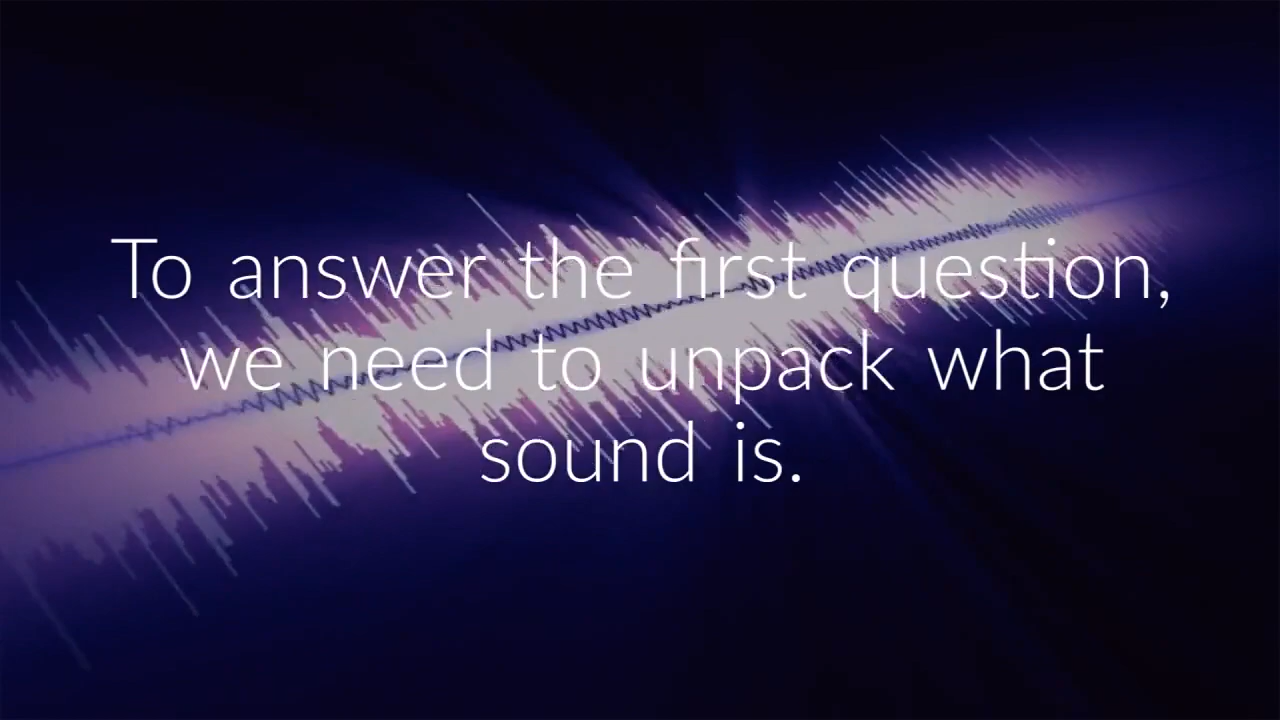 To answer the first question,
we need to unpack what
sound is.